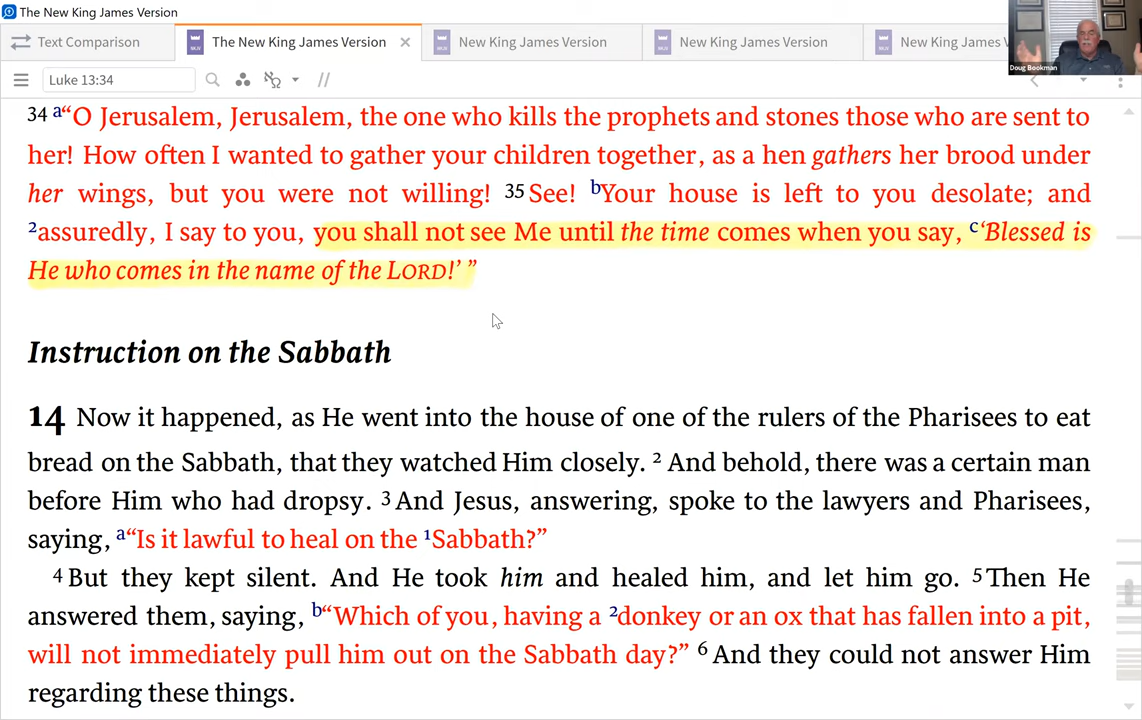 The New King James Version
Text Comparison
The New King James Version
New King James Version
New King James Version
New King James V
Doug Bookman
Luke 13:34
34 a“O Jerusalem, Jerusalem, the one who kills the prophets and stones those who are sent to
her! How often I wanted to gather your children together, as a hen gathers her brood under
her wings, but you were not willing! 35 See! bYour house is left to you desolate; and
2assuredly, I say to you, you shall not see Me until the time comes when you say, c‘Blessed is
He who comes in the name of the LORD!’ ”
Instruction on the Sabbath
14 Now it happened, as He went into the house of one of the rulers of the Pharisees to eat
bread on the Sabbath, that they watched Him closely. 2 And behold, there was a certain man
before Him who had dropsy. 3 And Jesus, answering, spoke to the lawyers and Pharisees,
saying, a“Is it lawful to heal on the 1Sabbath?”
4 But they kept silent. And He took him and healed him, and let him go. 5 Then He
answered them, saying, b“Which of you, having a 2donkey or an ox that has fallen into a pit,
will not immediately pull him out on the Sabbath day?” 6 And they could not answer Him
regarding these things.